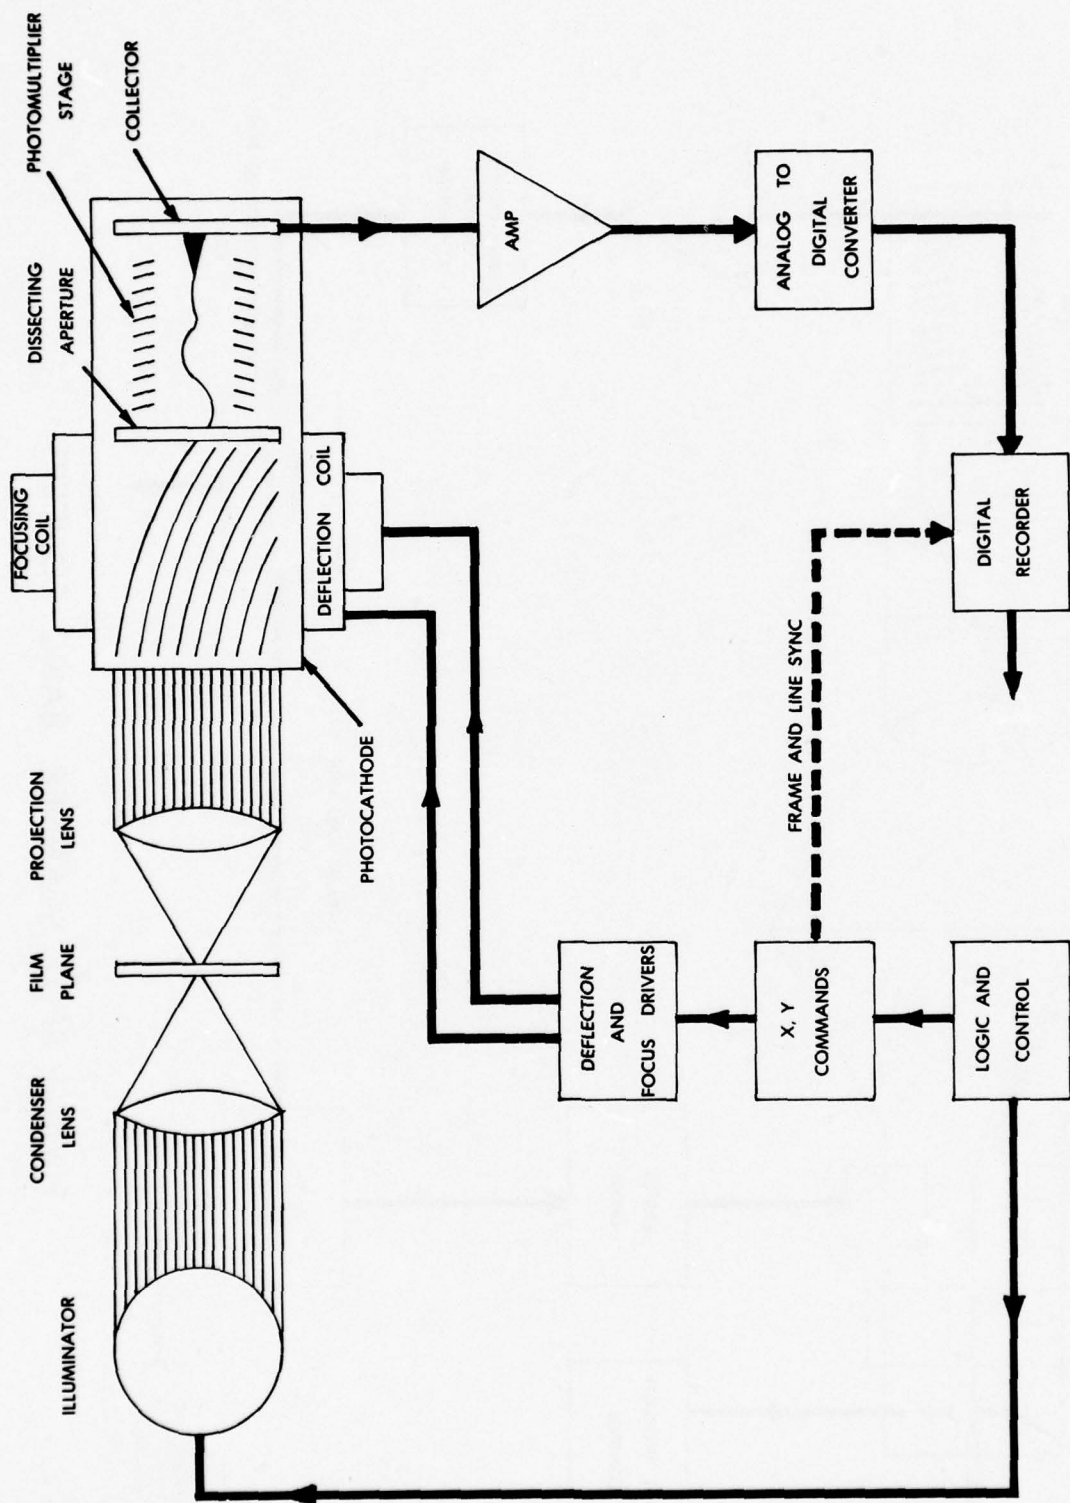 ILLUMINATOR
CONDENSER
LENS
FILM
PLANE
PROJECTION
LENS
FOCUSING
COIL
DISSECTING
APERTURE
PHOTOMULTIPLIER
STAGE
COLLECTOR
DEFLECTION COIL
PHOTOCATHODE
AMP
DEFLECTION
AND
FOCUS DRIVERS
X, Y
COMMANDS
FRAME AND LINE SYNC
ANALOG TO
DIGITAL
CONVERTER
LOGIC AND
CONTROL
DIGITAL
RECORDER